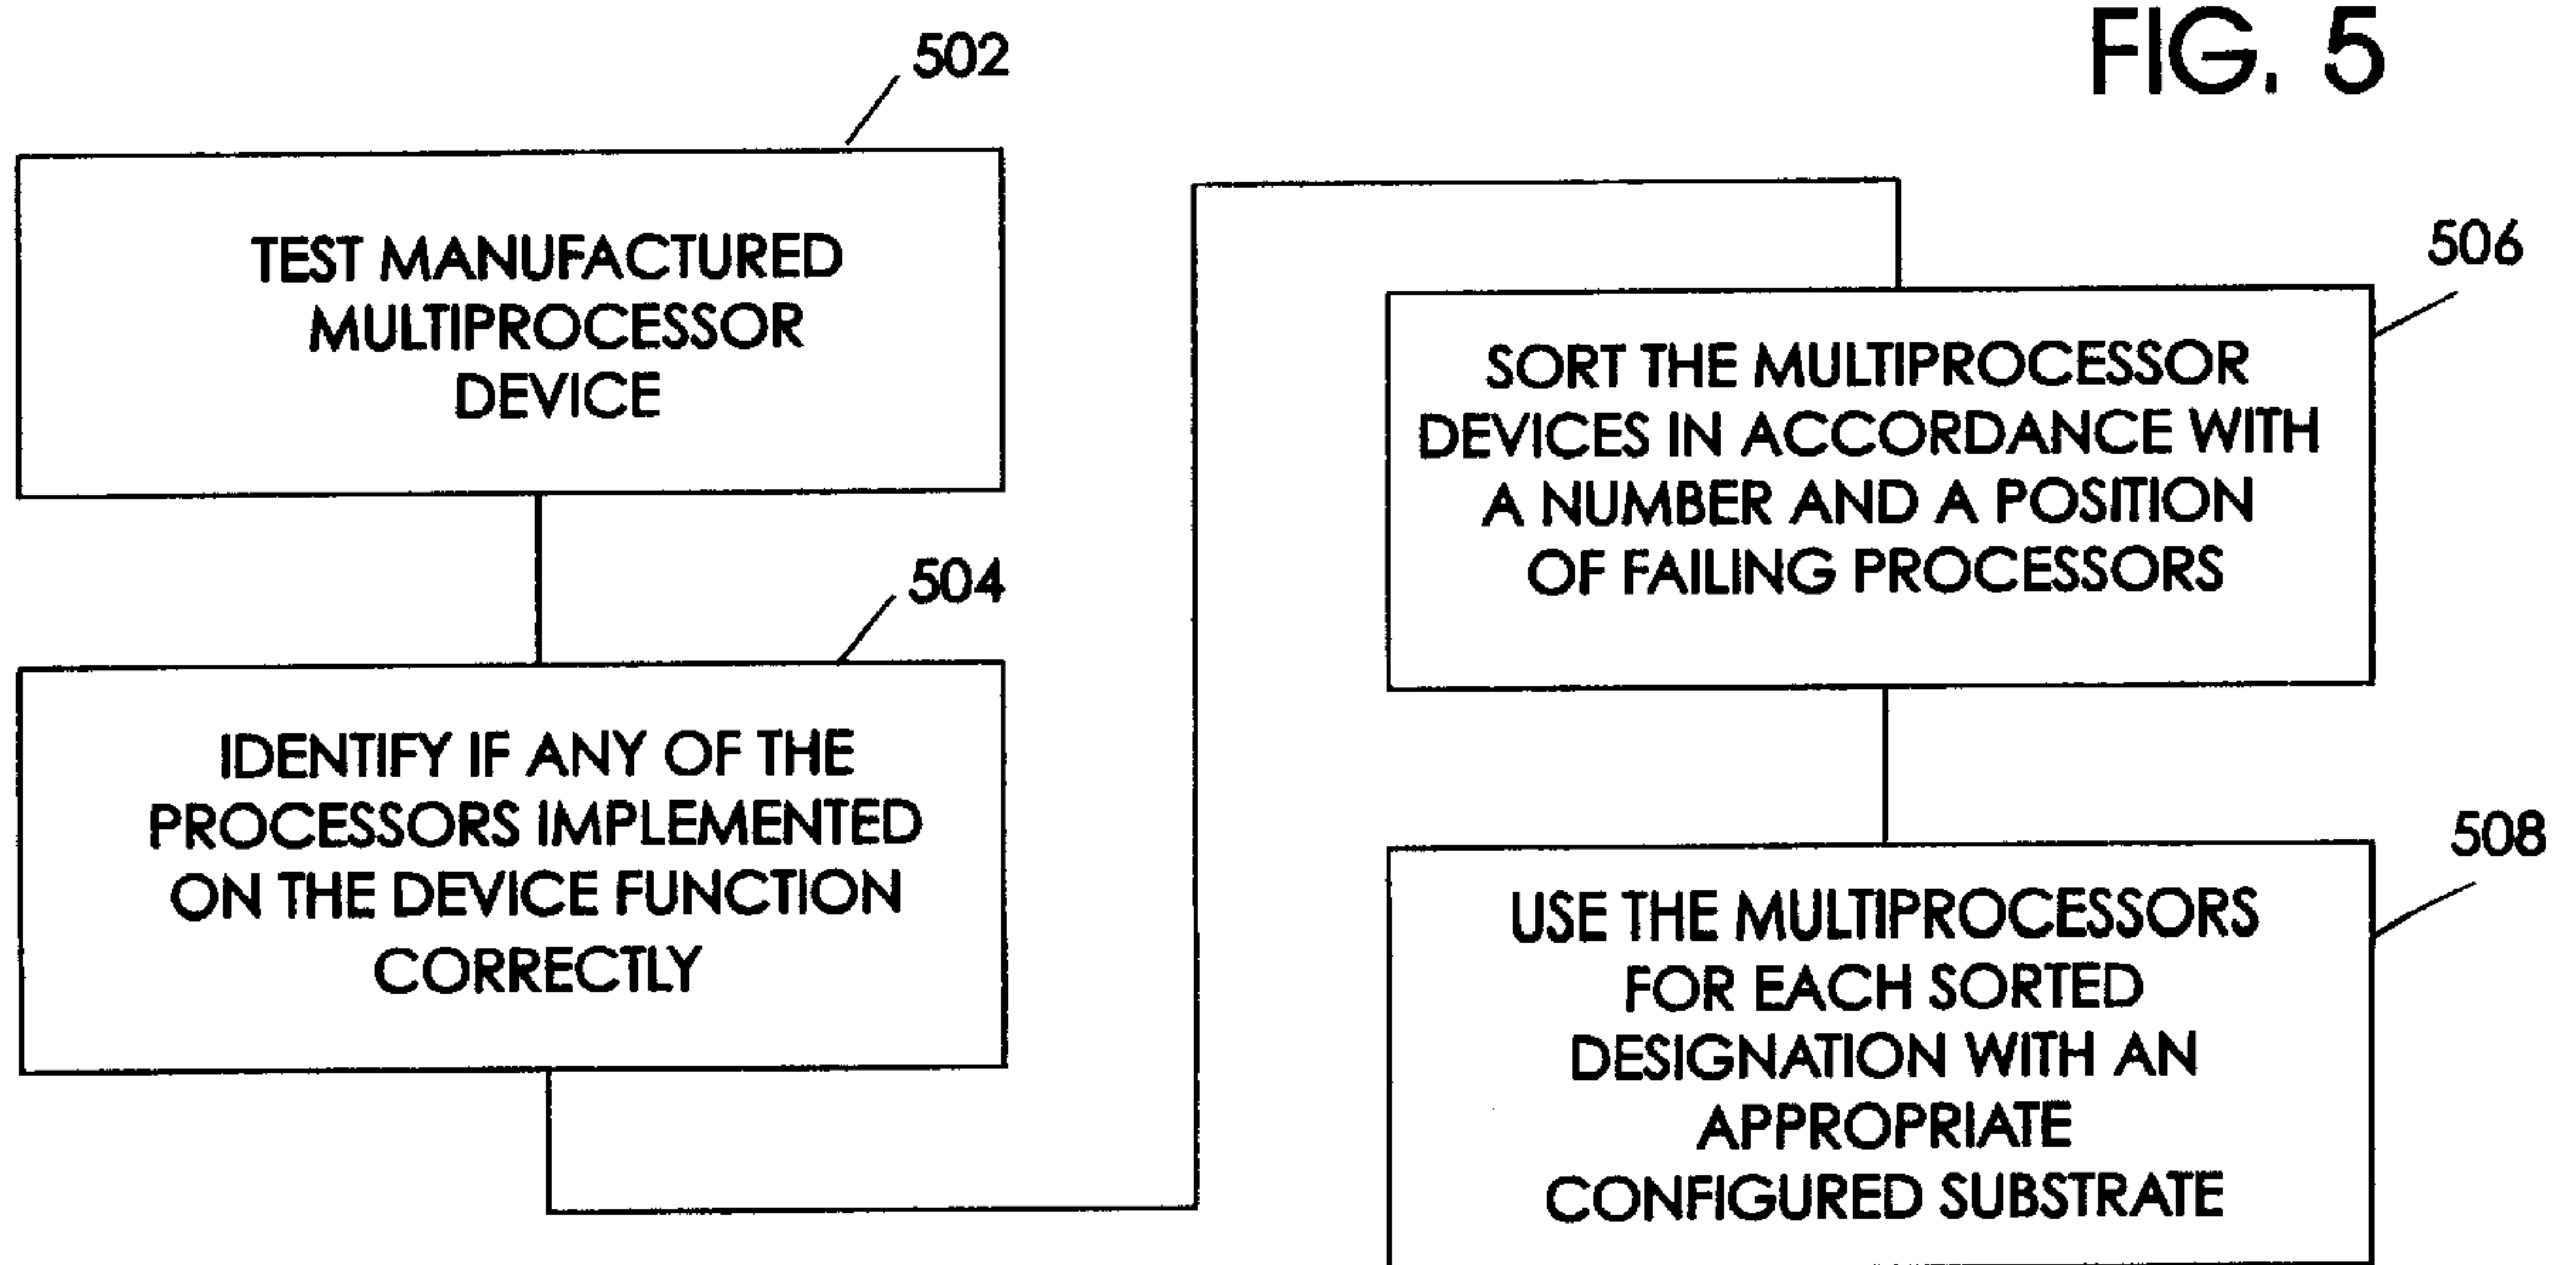 FIG. 5
502
TEST MANUFACTURED
MULTIPROCESSOR
DEVICE
504
IDENTIFY IF ANY OF THE
PROCESSORS IMPLEMENTED
ON THE DEVICE FUNCTION
CORRECTLY
506
SORT THE MULTIPROCESSOR
DEVICES IN ACCORDANCE WITH
A NUMBER AND A POSITION
OF FAILING PROCESSORS
508
USE THE MULTIPROCESSORS
FOR EACH SORTED
DESIGNATION WITH AN
APPROPRIATE
CONFIGURED SUBSTRATE